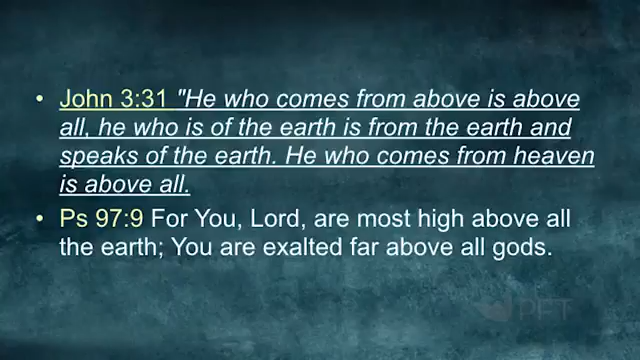 • John 3:31 "He who comes from above is above
all, he who is of the earth is from the earth and
speaks of the earth. He who comes from heaven
is above all.
• Ps 97:9 For You, Lord, are most high above all
the earth; You are exalted far above all gods.
PFT